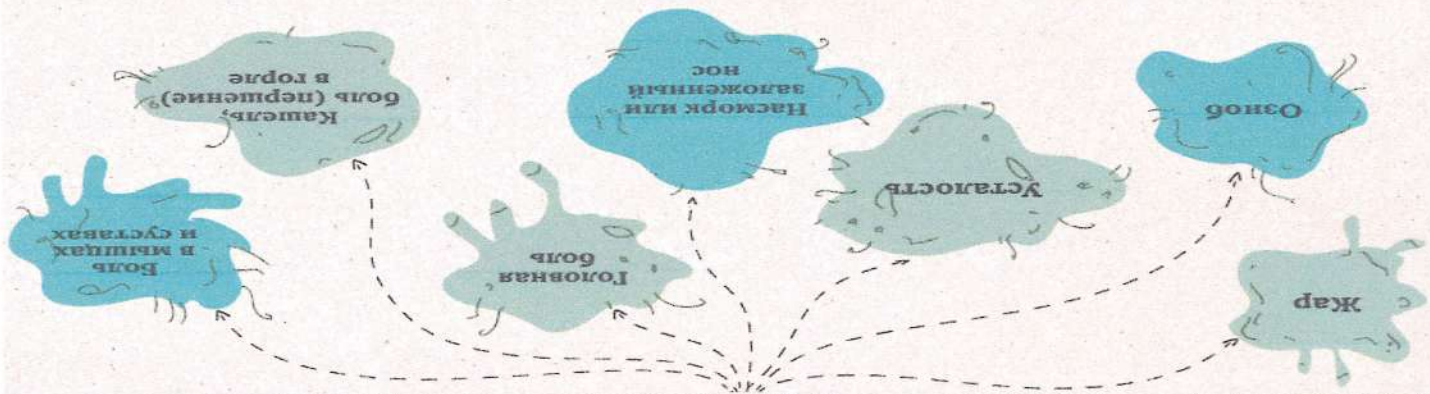 Жар
Озноб
Усталость
Насморк или
заложенный
нос
Головная
боль
Кашель,
боль (першение)
в горле
Боль
в мышцах
и суставах